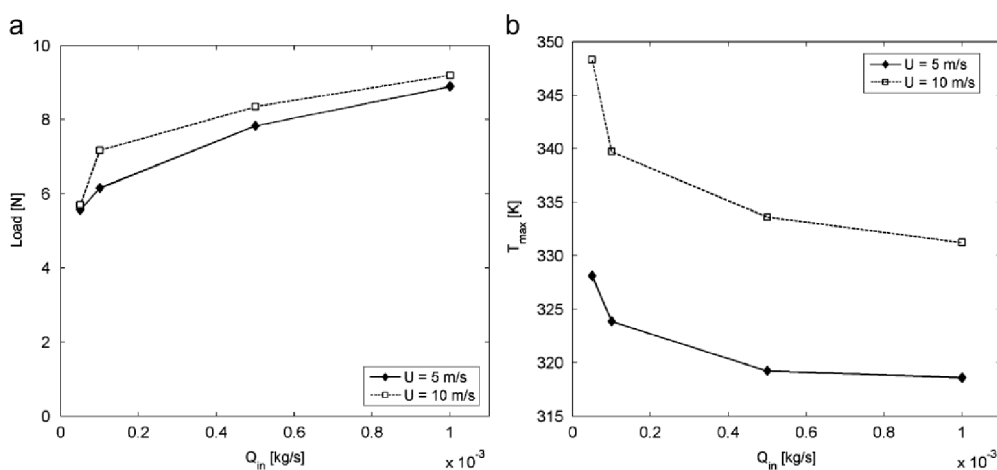 a
10
8
6
4
2
0
Load [N]
U = 5 m/s
U = 10 m/s
0
0.2
0.4
0.6
0.8
1
Q_in [kg/s]
x 10^-3
b
350
345
340
335
330
325
320
315
T_max [K]
U = 5 m/s
U = 10 m/s
0
0.2
0.4
0.6
0.8
1
Q_in [kg/s]
x 10^-3